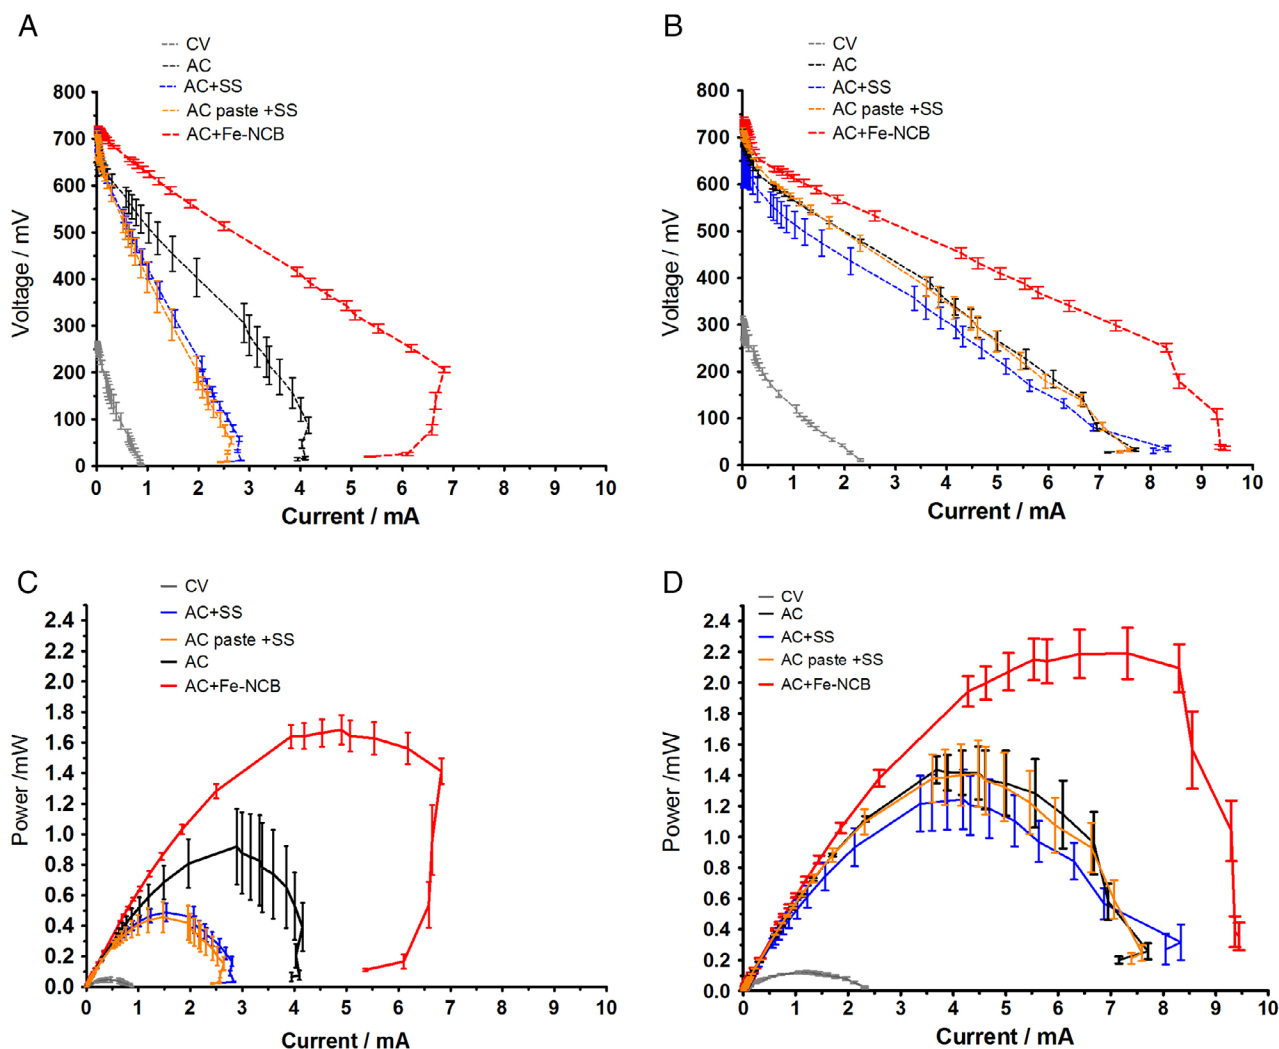 A
CV
AC
AC+SS
AC paste +SS
AC+Fe-NCB
Voltage / mV
800
700
600
500
400
300
200
100
0
0 1 2 3 4 5 6 7 8 9 10
Current / mA
B
CV
AC
AC+SS
AC paste +SS
AC+Fe-NCB
Voltage / mV
800
700
600
500
400
300
200
100
0
0 1 2 3 4 5 6 7 8 9 10
Current / mA
C
CV
AC+SS
AC paste +SS
AC
AC+Fe-NCB
Power /mW
2.4
2.2
2.0
1.8
1.6
1.4
1.2
1.0
0.8
0.6
0.4
0.2
0.0
0 1 2 3 4 5 6 7 8 9 10
Current / mA
D
CV
AC
AC+SS
AC paste +SS
AC+Fe-NCB
Power /mW
2.4
2.2
2.0
1.8
1.6
1.4
1.2
1.0
0.8
0.6
0.4
0.2
0.0
0 1 2 3 4 5 6 7 8 9 10
Current / mA